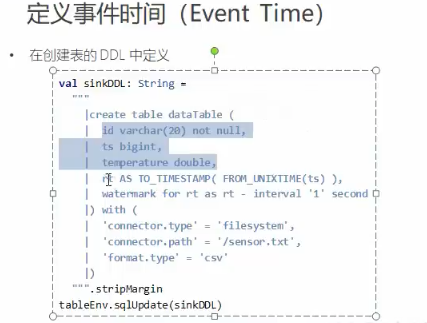 定义事件时间（Event Time）
• 在创建表的 DDL 中定义
val sinkDDL: String =
"""
|create table dataTable (
| id varchar(20) not null,
| ts bigint,
| temperature double,
| rt AS TO_TIMESTAMP( FROM_UNIXTIME(ts) ),
| watermark for rt as rt - interval '1' second
|) with (
| 'connector.type' = 'filesystem',
| 'connector.path' = '/sensor.txt',
| 'format.type' = 'csv'
|)
""".stripMargin
tableEnv.sqlUpdate(sinkDDL)